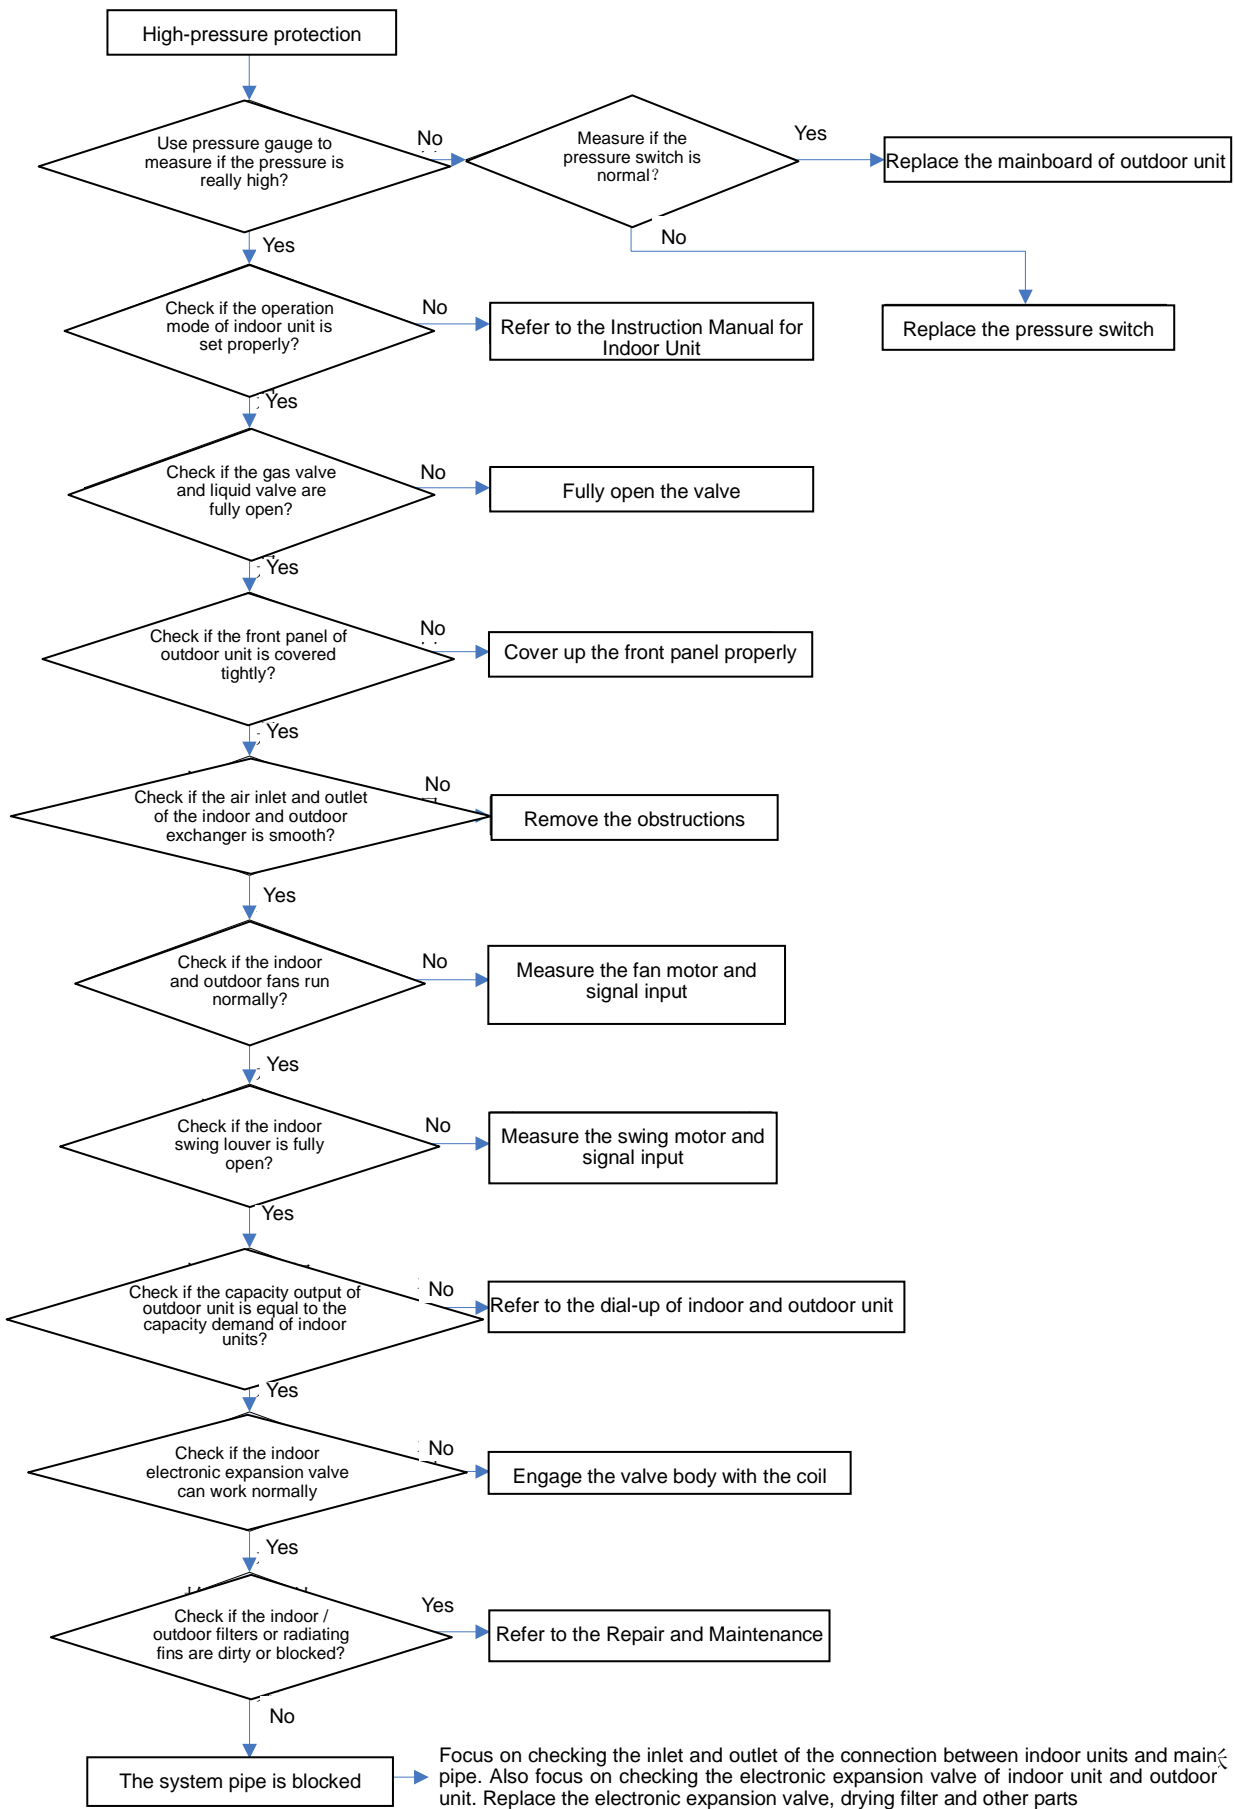 High-pressure protection
Use pressure gauge to
measure if the pressure is
really high?
No
Measure if the
pressure switch is
normal?
Yes
Replace the mainboard of outdoor unit
No
Replace the pressure switch
Yes
Check if the operation
mode of indoor unit is
set properly?
No
Refer to the Instruction Manual for
Indoor Unit
Yes
Check if the gas valve
and liquid valve are
fully open?
No
Fully open the valve
Yes
Check if the front panel of
outdoor unit is covered
tightly?
No
Cover up the front panel properly
Yes
Check if the air inlet and outlet
of the indoor and outdoor
exchanger is smooth?
No
Remove the obstructions
Yes
Check if the indoor
and outdoor fans run
normally?
No
Measure the fan motor and
signal input
Yes
Check if the indoor
swing louver is fully
open?
No
Measure the swing motor and
signal input
Yes
Check if the capacity output of
outdoor unit is equal to the
capacity demand of indoor
units?
No
Refer to the dial-up of indoor and outdoor unit
Yes
Check if the indoor
electronic expansion valve
can work normally
No
Engage the valve body with the coil
Yes
Check if the indoor /
outdoor filters or radiating
fins are dirty or blocked?
Yes
Refer to the Repair and Maintenance
No
The system pipe is blocked
Focus on checking the inlet and outlet of the connection between indoor units and main
pipe. Also focus on checking the electronic expansion valve of indoor unit and outdoor
unit. Replace the electronic expansion valve, drying filter and other parts